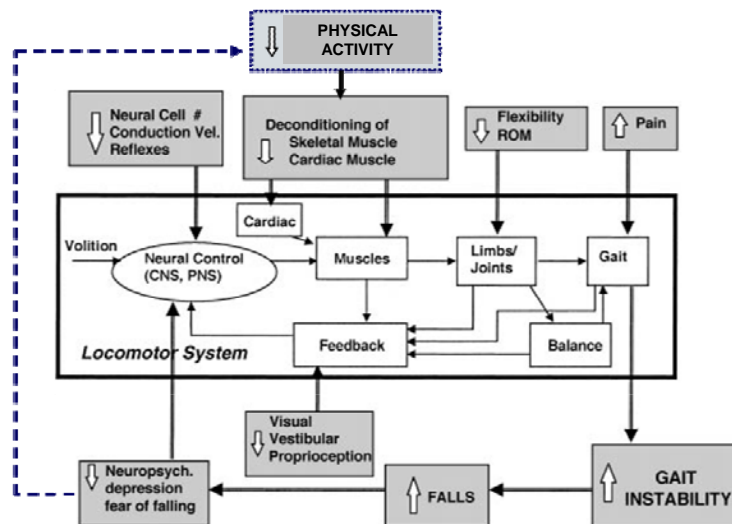 PHYSICAL
ACTIVITY
Neural Cell #
Conduction Vel.
Reflexes
Deconditioning of
Skeletal Muscle
Cardiac Muscle
Flexibility
ROM
Pain
Cardiac
Volition
Neural Control
(CNS, PNS)
Muscles
Limbs/
Joints
Gait
Feedback
Balance
Locomotor System
Visual
Vestibular
Proprioception
Neuropsych.
depression
fear of falling
FALLS
GAIT
INSTABILITY